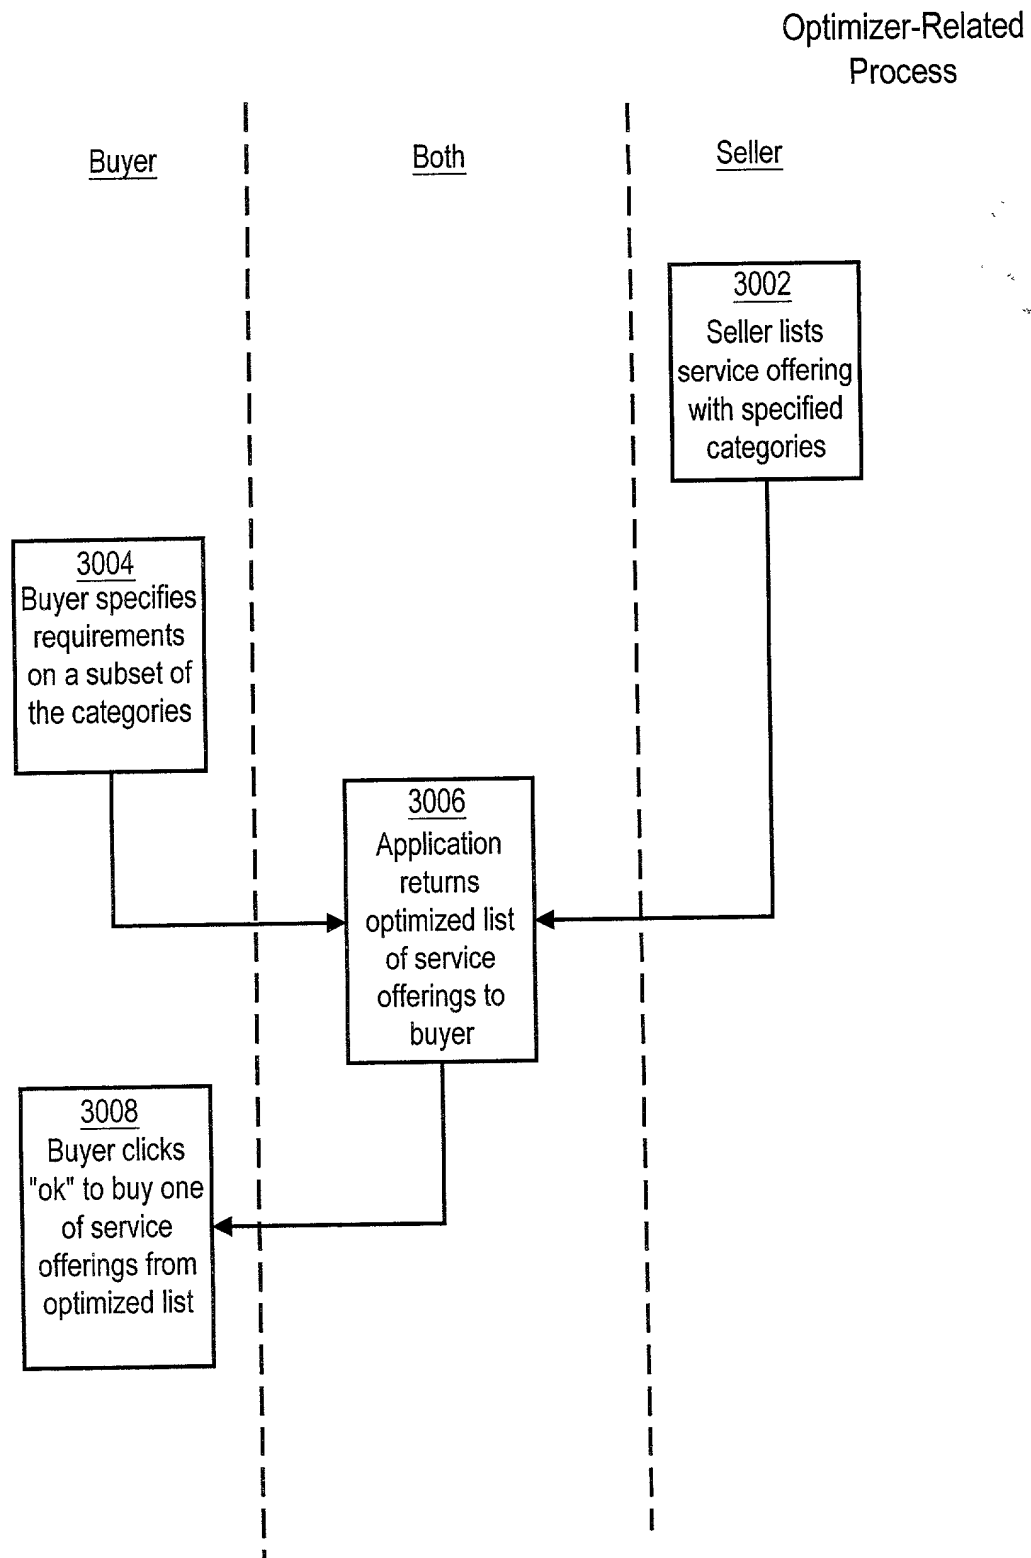 Optimizer-Related
Process
Buyer
Both
Seller
3002
Seller lists
service offering
with specified
categories
3004
Buyer specifies
requirements
on a subset of
the categories
3006
Application
returns
optimized list
of service
offerings to
buyer
3008
Buyer clicks
"ok" to buy one
of service
offerings from
optimized list